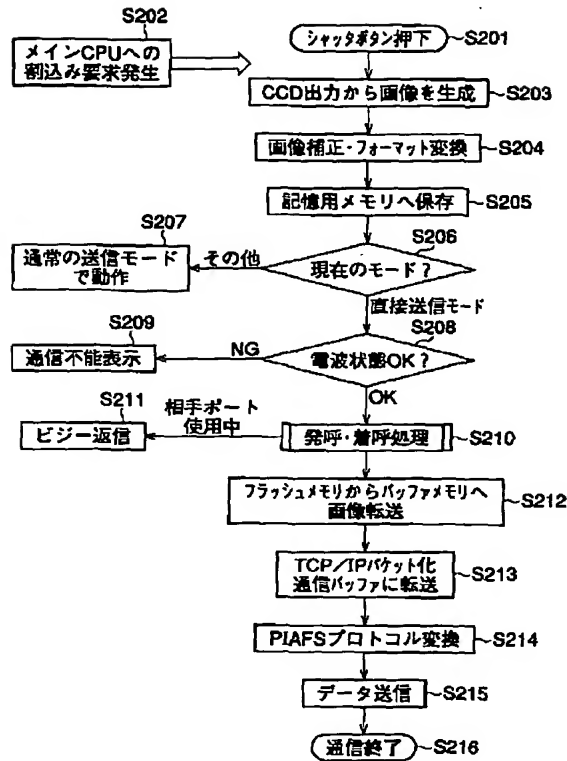 S202
メインCPUへの
割込み要求発生
シャッタボタン押下
S201
CCD出力から画像を生成
S203
画像補正・フォーマット変換
S204
記憶用メモリへ保存
S205
S207
通常の送信モード
で動作
その他
S206
現在のモード？
直接送信モード
S209
通信不能表示
NG
S208
電波状態OK？
OK
S211
ビジー返信
相手ポート
使用中
発呼・着呼処理
S210
フラッシュメモリからバッファメモリへ
画像転送
S212
TCP/IPパケット化
通信バッファに転送
S213
PIAFSプロトコル変換
S214
データ送信
S215
通信終了
S216